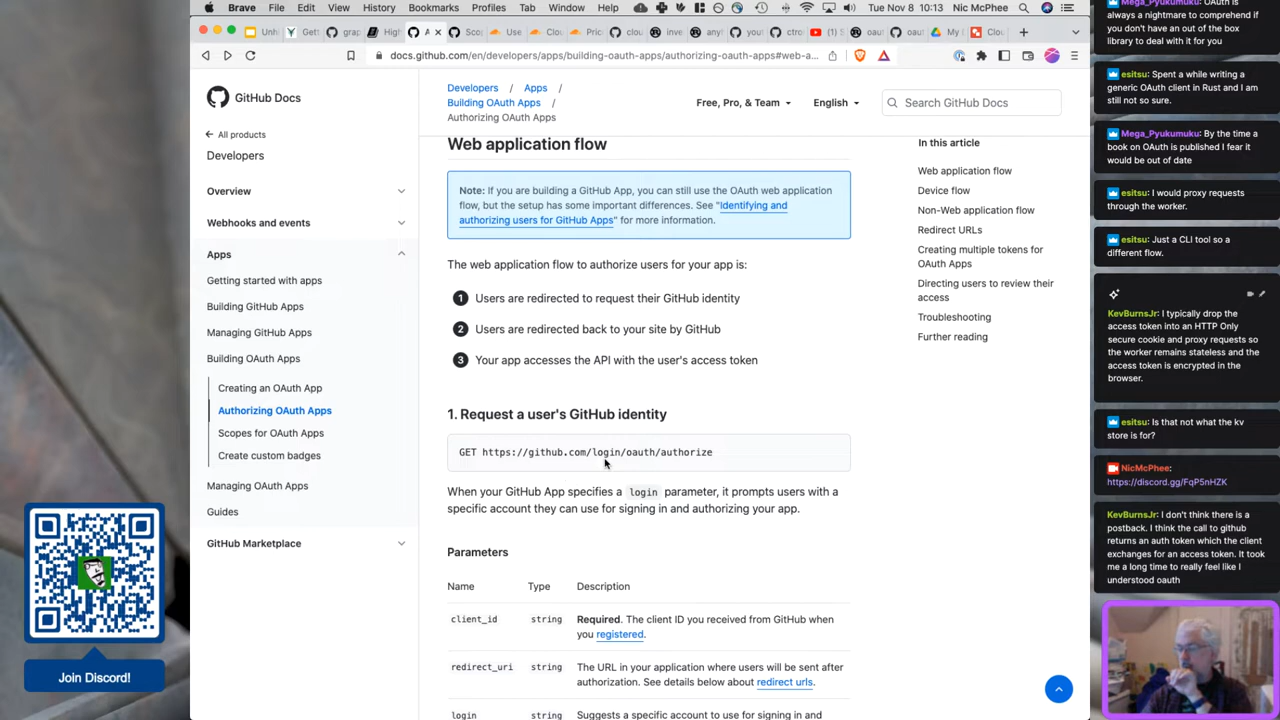 Brave File Edit View History Bookmarks Profiles Tab Window Help
Tue Nov 8 10:13 Nic McPhee
docs.github.com/en/developers/apps/building-oauth-apps/authorizing-oauth-apps#web-a...
GitHub Docs
All products
Developers
Overview
Webhooks and events
Apps
Getting started with apps
Building GitHub Apps
Managing GitHub Apps
Building OAuth Apps
Creating an OAuth App
Authorizing OAuth Apps
Scopes for OAuth Apps
Create custom badges
Managing OAuth Apps
Guides
GitHub Marketplace
Developers / Apps /
Building OAuth Apps /
Authorizing OAuth Apps
Free, Pro, & Team
English
Search GitHub Docs
Web application flow
Note: If you are building a GitHub App, you can still use the OAuth web application
flow, but the setup has some important differences. See "Identifying and
authorizing users for GitHub Apps" for more information.
The web application flow to authorize users for your app is:
1 Users are redirected to request their GitHub identity
2 Users are redirected back to your site by GitHub
3 Your app accesses the API with the user's access token
1. Request a user's GitHub identity
GET https://github.com/login/oauth/authorize
When your GitHub App specifies a login parameter, it prompts users with a
specific account they can use for signing in and authorizing your app.
Parameters
Name Type Description
client_id string Required. The client ID you received from GitHub when
you registered.
redirect_uri string The URL in your application where users will be sent after
authorization. See details below about redirect urls.
login string Suggests a specific account to use for signing in and
In this article
Web application flow
Device flow
Non-Web application flow
Redirect URLs
Creating multiple tokens for
OAuth Apps
Directing users to review their
access
Troubleshooting
Further reading
Mega_Pyukumuku: OAuth is
always a nightmare to comprehend if
you don't have an out of the box
library to deal with it for you
esitsu: Spent a while writing a
generic OAuth client in Rust and I am
still not so sure.
Mega_Pyukumuku: By the time a
book on OAuth is published I fear it
would be out of date
esitsu: I would proxy requests
through the worker.
esitsu: Just a CLI tool so a
different flow.
KevBurnsJr: I typically drop the
access token into an HTTP Only
secure cookie and proxy requests so
the worker remains stateless and the
access token is encrypted in the
browser.
esitsu: Is that not what the kv
store is for?
NicMcPhee:
https://discord.gg/FqP5nHZK
KevBurnsJr: I don't think there is a
postback. I think the call to github
returns an auth token which the client
exchanges for an access token. It took
me a long time to really feel like I
understood oauth
Join Discord!